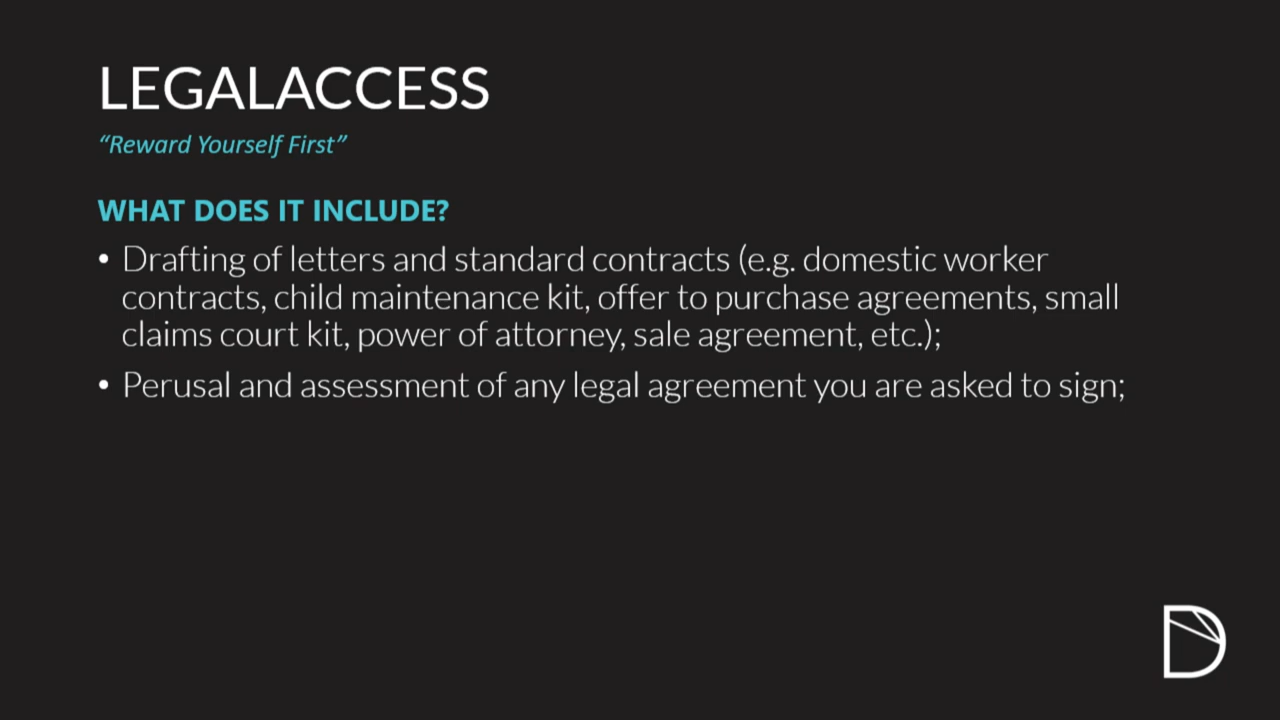 LEGALACCESS
“Reward Yourself First”
WHAT DOES IT INCLUDE?
• Drafting of letters and standard contracts (e.g. domestic worker
contracts, child maintenance kit, offer to purchase agreements, small
claims court kit, power of attorney, sale agreement, etc.);
• Perusal and assessment of any legal agreement you are asked to sign;